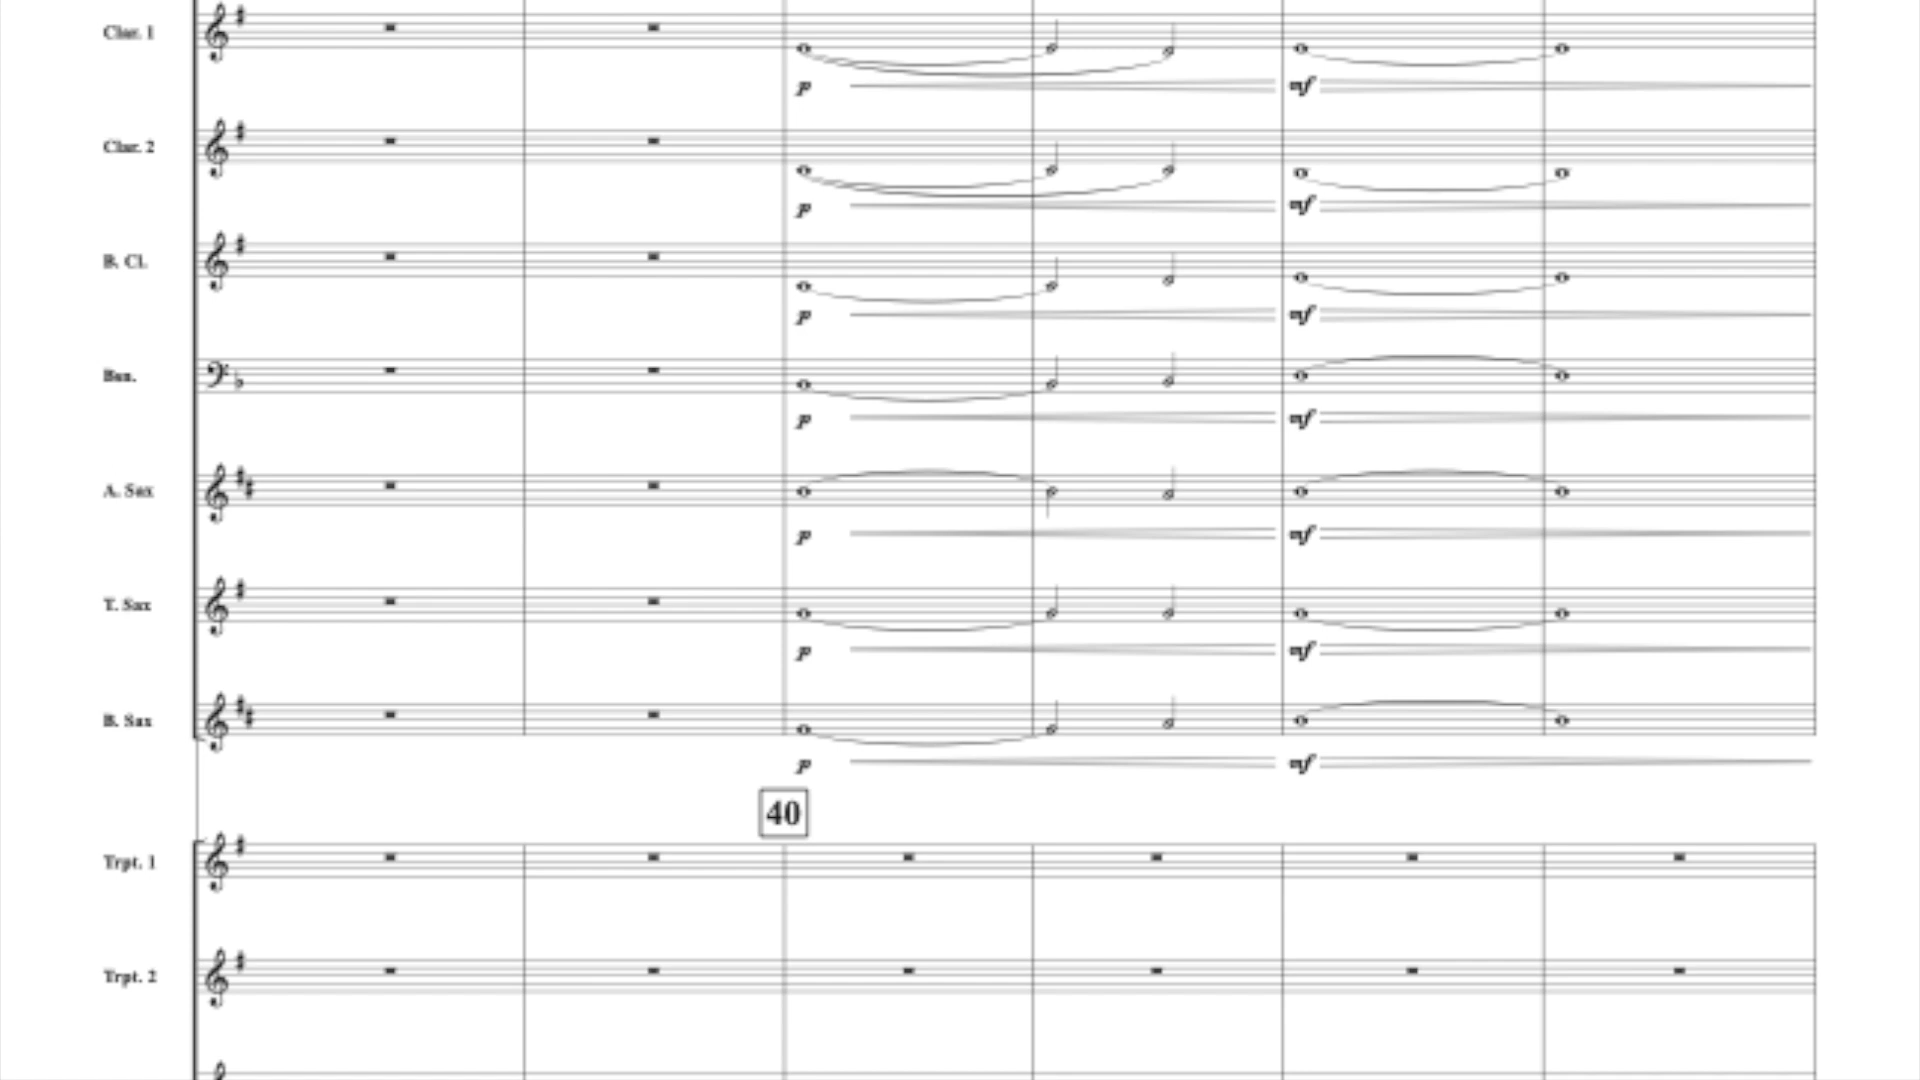 Clar. 1
p mf
Clar. 2
p mf
B. Cl.
p mf
Bsn.
p mf
A. Sax
p mf
T. Sax
p mf
B. Sax
p mf
40
Trpt. 1
Trpt. 2